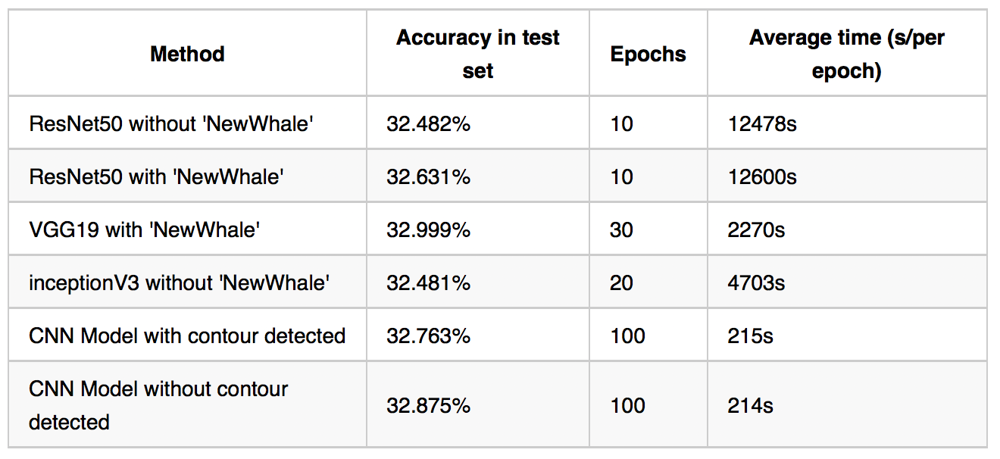 Method Accuracy in test set Epochs Average time (s/per epoch)
ResNet50 without 'NewWhale' 32.482% 10 12478s
ResNet50 with 'NewWhale' 32.631% 10 12600s
VGG19 with 'NewWhale' 32.999% 30 2270s
inceptionV3 without 'NewWhale' 32.481% 20 4703s
CNN Model with contour detected 32.763% 100 215s
CNN Model without contour detected 32.875% 100 214s